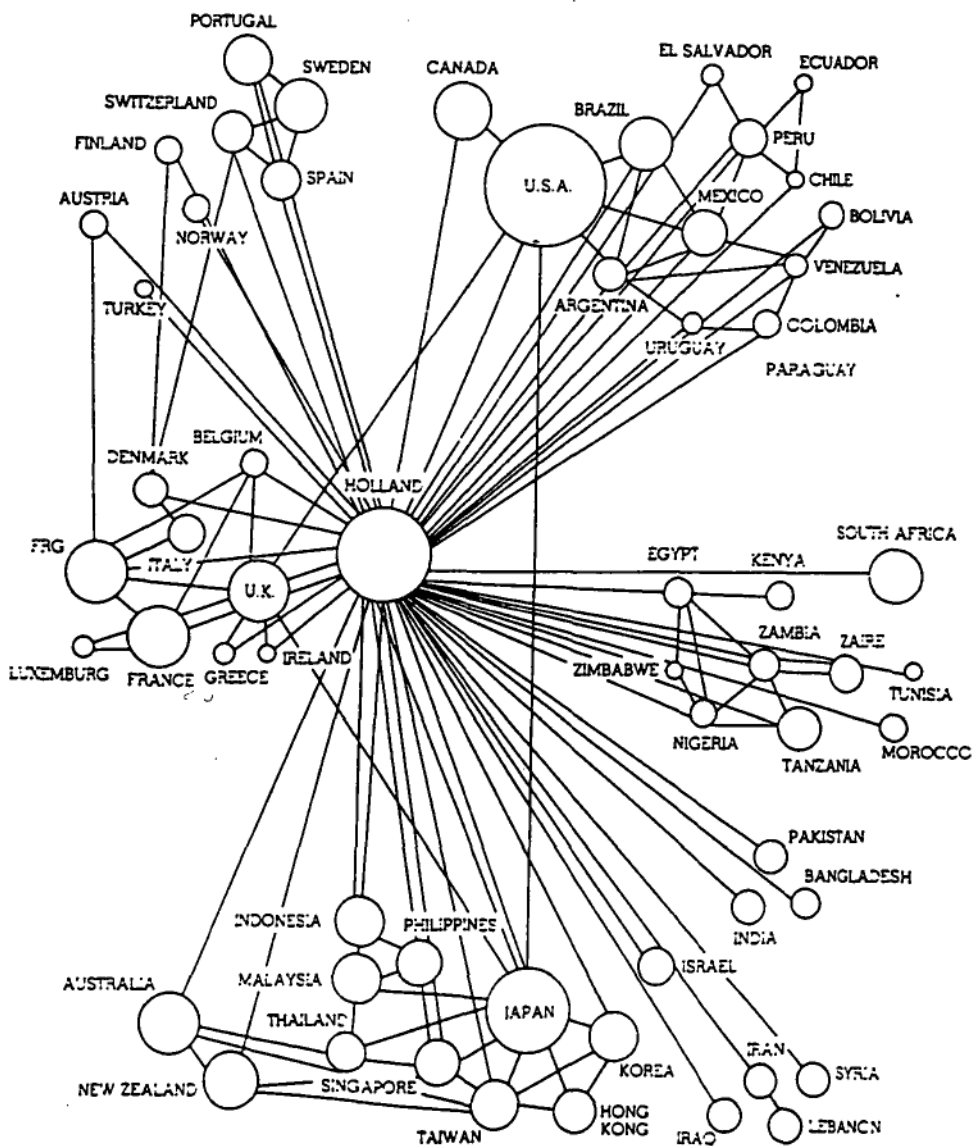 PORTUGAL
SWEDEN
SWITZERLAND
FINLAND
SPAIN
AUSTRIA
NORWAY
TURKEY
CANADA
U.S.A.
BRAZIL
EL SALVADOR
ECUADOR
PERU
CHILE
MEXICO
BOLIVIA
VENEZUELA
ARGENTINA
URUGUAY
COLOMBIA
PARAGUAY
BELGIUM
DENMARK
HOLLAND
FRG
ITALY
U.K.
LUXEMBURG
FRANCE
GREECE
IRELAND
SOUTH AFRICA
EGYPT
KENYA
ZAMBIA
ZAIRE
ZIMBABWE
TUNISIA
NIGERIA
TANZANIA
MOROCCO
PAKISTAN
BANGLADESH
INDIA
ISRAEL
INDONESIA
PHILIPPINES
MALAYSIA
AUSTRALIA
JAPAN
THAILAND
NEW ZEALAND
SINGAPORE
KOREA
TAIWAN
HONG
KONG
IRAN
SYRIA
IRAQ
LEBANON